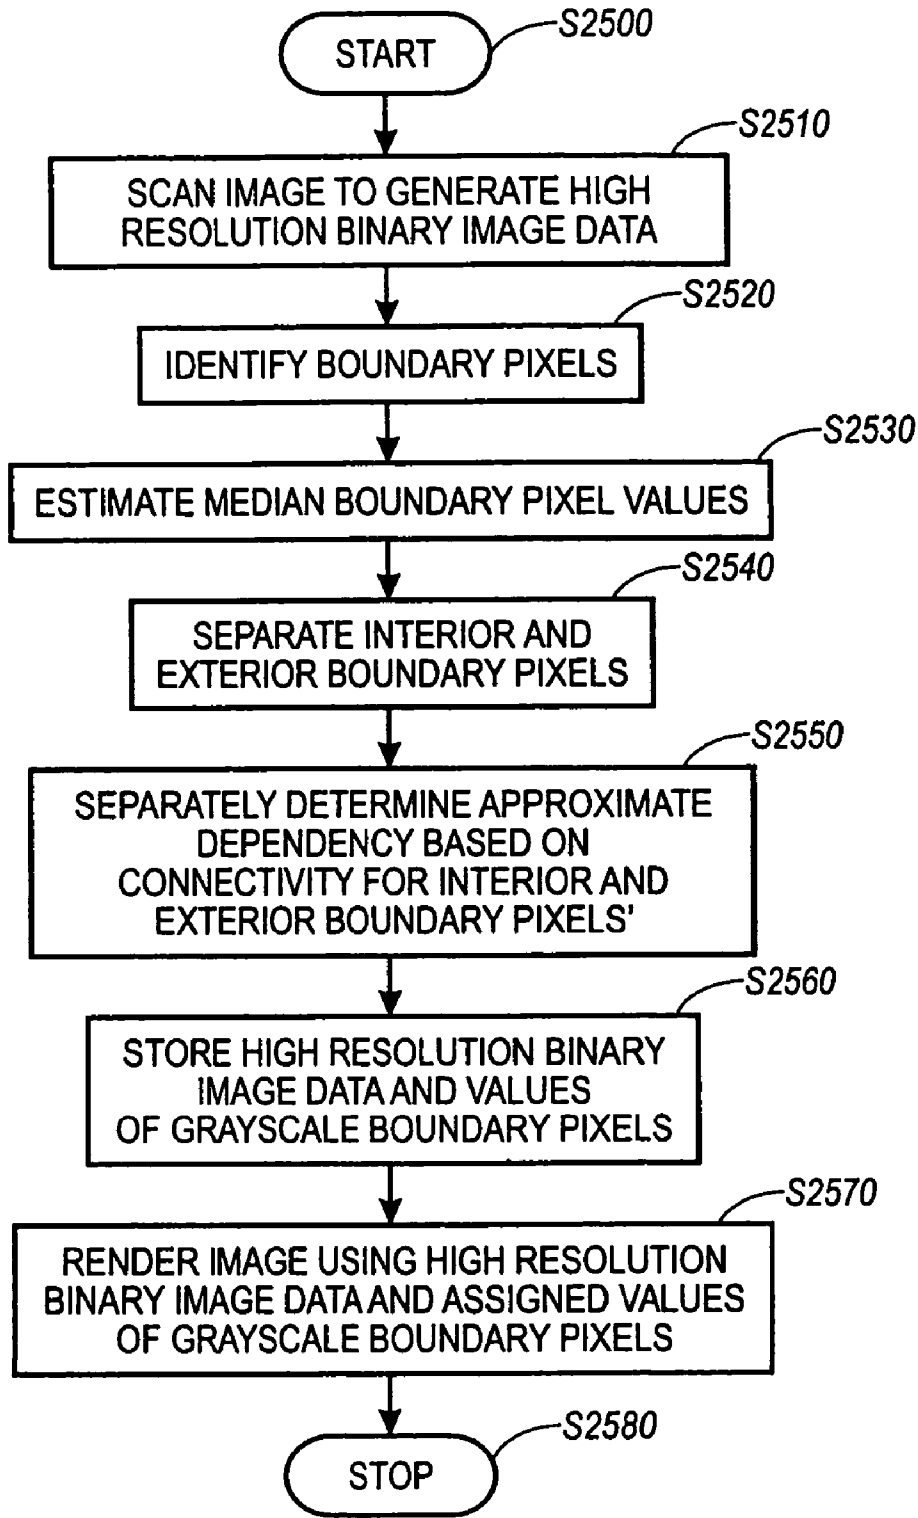 START
S2500
S2510
SCAN IMAGE TO GENERATE HIGH
RESOLUTION BINARY IMAGE DATA
S2520
IDENTIFY BOUNDARY PIXELS
S2530
ESTIMATE MEDIAN BOUNDARY PIXEL VALUES
S2540
SEPARATE INTERIOR AND
EXTERIOR BOUNDARY PIXELS
S2550
SEPARATELY DETERMINE APPROXIMATE
DEPENDENCY BASED ON
CONNECTIVITY FOR INTERIOR AND
EXTERIOR BOUNDARY PIXELS'
S2560
STORE HIGH RESOLUTION BINARY
IMAGE DATA AND VALUES
OF GRAYSCALE BOUNDARY PIXELS
S2570
RENDER IMAGE USING HIGH RESOLUTION
BINARY IMAGE DATA AND ASSIGNED VALUES
OF GRAYSCALE BOUNDARY PIXELS
S2580
STOP